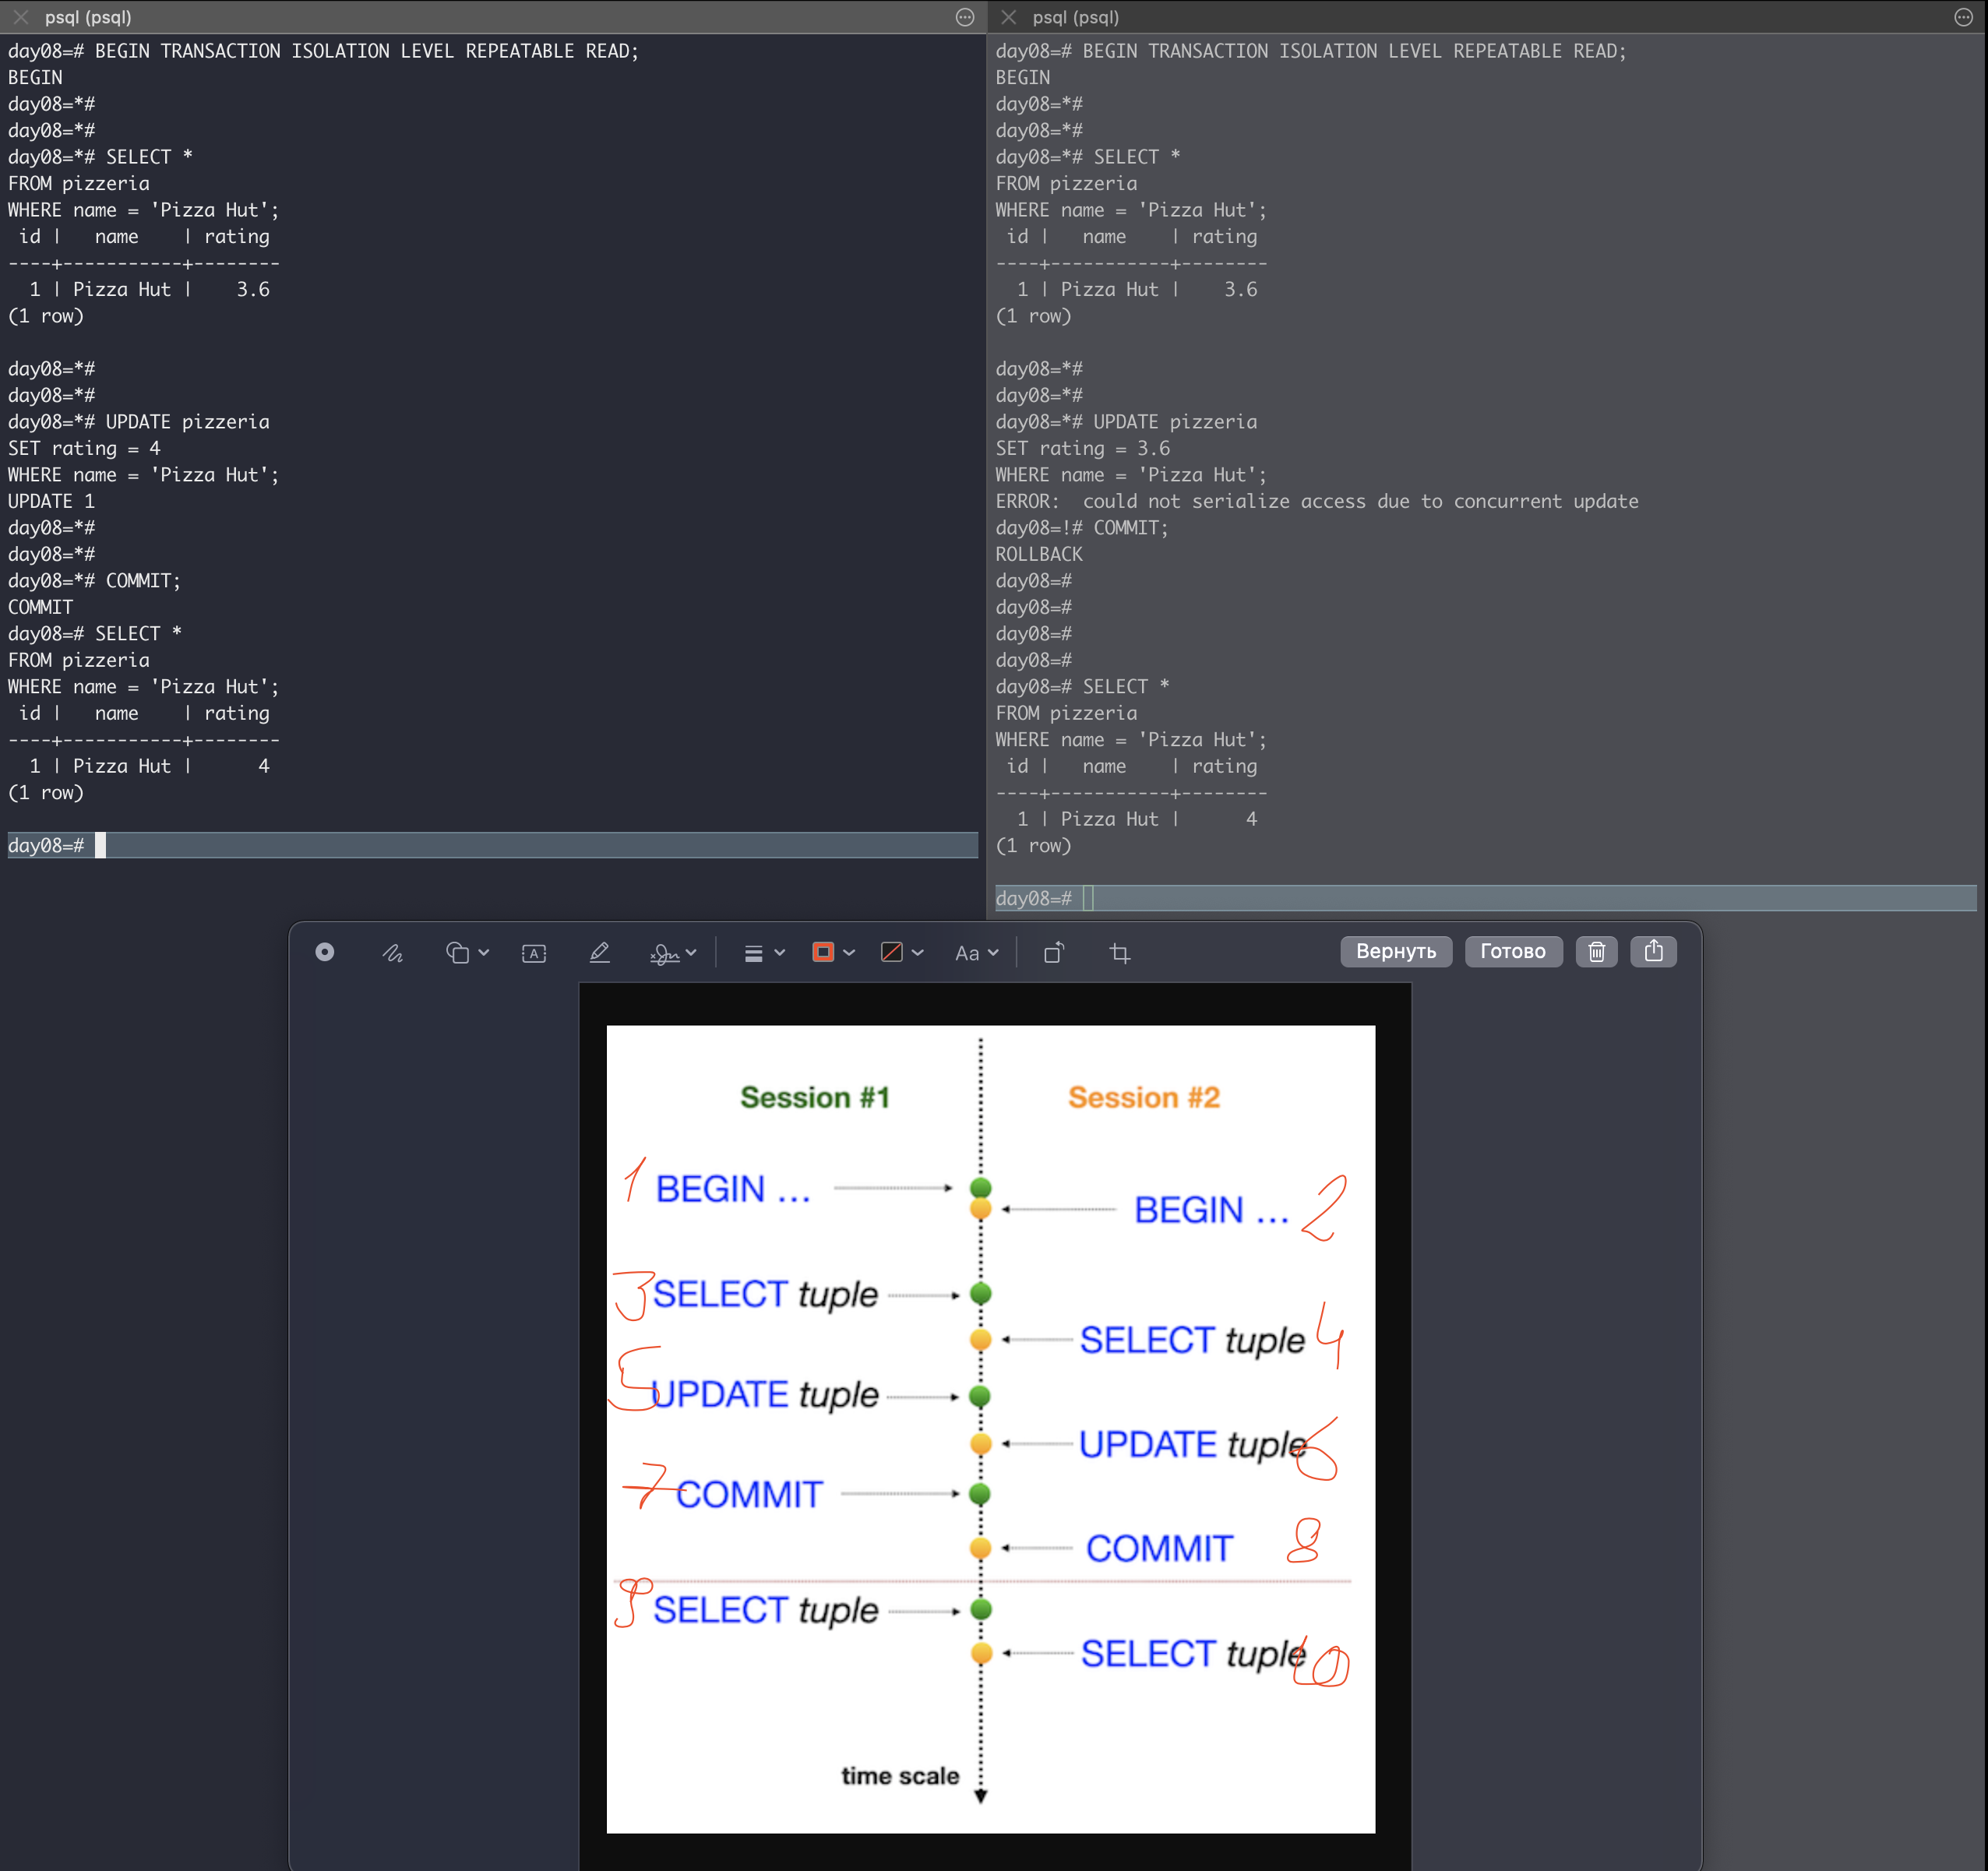 psql (psql)
day08=# BEGIN TRANSACTION ISOLATION LEVEL REPEATABLE READ;
BEGIN
day08=*#
day08=*#
day08=*# SELECT *
FROM pizzeria
WHERE name = 'Pizza Hut';
 id |   name    | rating
----+-----------+--------
  1 | Pizza Hut |    3.6
(1 row)
day08=*#
day08=*#
day08=*# UPDATE pizzeria
SET rating = 4
WHERE name = 'Pizza Hut';
UPDATE 1
day08=*#
day08=*#
day08=*# COMMIT;
COMMIT
day08=# SELECT *
FROM pizzeria
WHERE name = 'Pizza Hut';
 id |   name    | rating
----+-----------+--------
  1 | Pizza Hut |      4
(1 row)
day08=#
psql (psql)
day08=# BEGIN TRANSACTION ISOLATION LEVEL REPEATABLE READ;
BEGIN
day08=*#
day08=*#
day08=*# SELECT *
FROM pizzeria
WHERE name = 'Pizza Hut';
 id |   name    | rating
----+-----------+--------
  1 | Pizza Hut |    3.6
(1 row)
day08=*#
day08=*#
day08=*# UPDATE pizzeria
SET rating = 3.6
WHERE name = 'Pizza Hut';
ERROR:  could not serialize access due to concurrent update
day08=!# COMMIT;
ROLLBACK
day08=#
day08=#
day08=#
day08=#
day08=# SELECT *
FROM pizzeria
WHERE name = 'Pizza Hut';
 id |   name    | rating
----+-----------+--------
  1 | Pizza Hut |      4
(1 row)
day08=#
A Aa Вернуть Готово
Session #1 Session #2
1 BEGIN ...
BEGIN ... 2
3 SELECT tuple
SELECT tuple 4
5 UPDATE tuple
UPDATE tuple 6
7 COMMIT
COMMIT 8
9 SELECT tuple
SELECT tuple 10
time scale